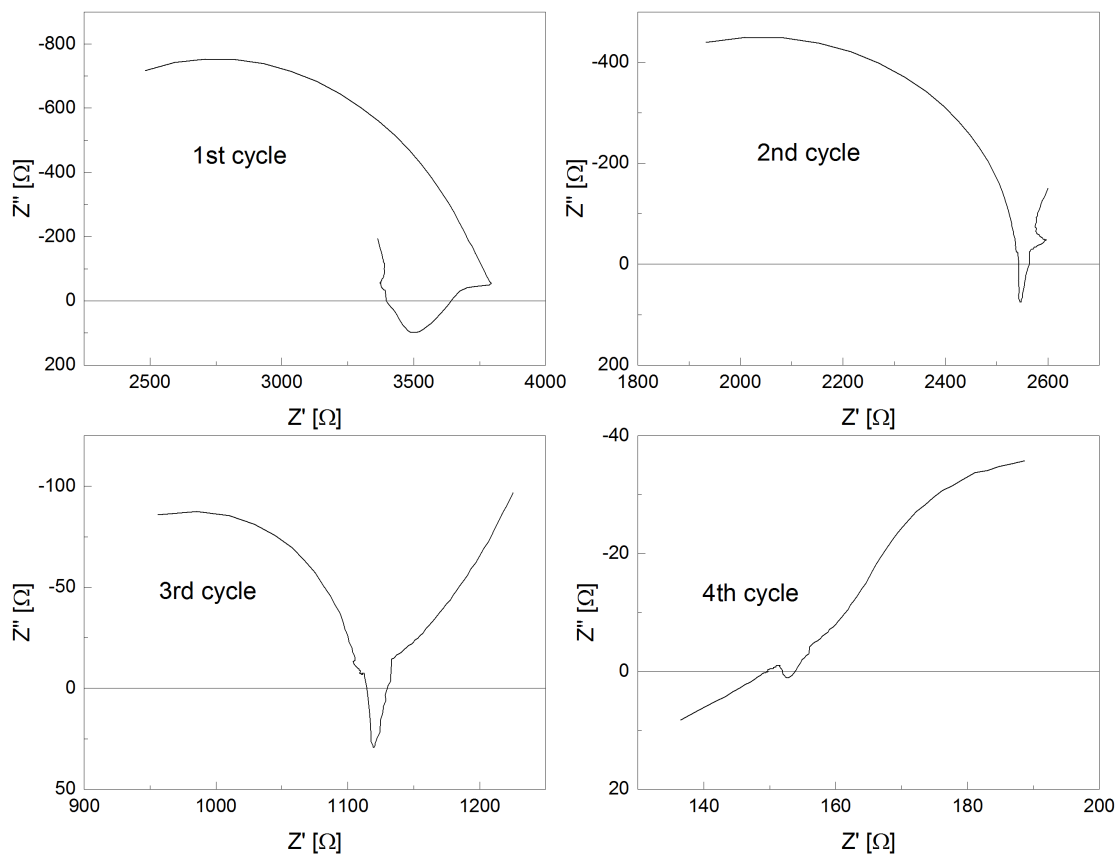 -800
-600
-400
-200
0
200
2500
3000
3500
4000
Z'' [Ω]
Z' [Ω]
1st cycle
-400
-200
0
200
1800
2000
2200
2400
2600
Z'' [Ω]
Z' [Ω]
2nd cycle
-100
-50
0
50
900
1000
1100
1200
Z'' [Ω]
Z' [Ω]
3rd cycle
-40
-20
0
20
140
160
180
200
Z'' [Ω]
Z' [Ω]
4th cycle